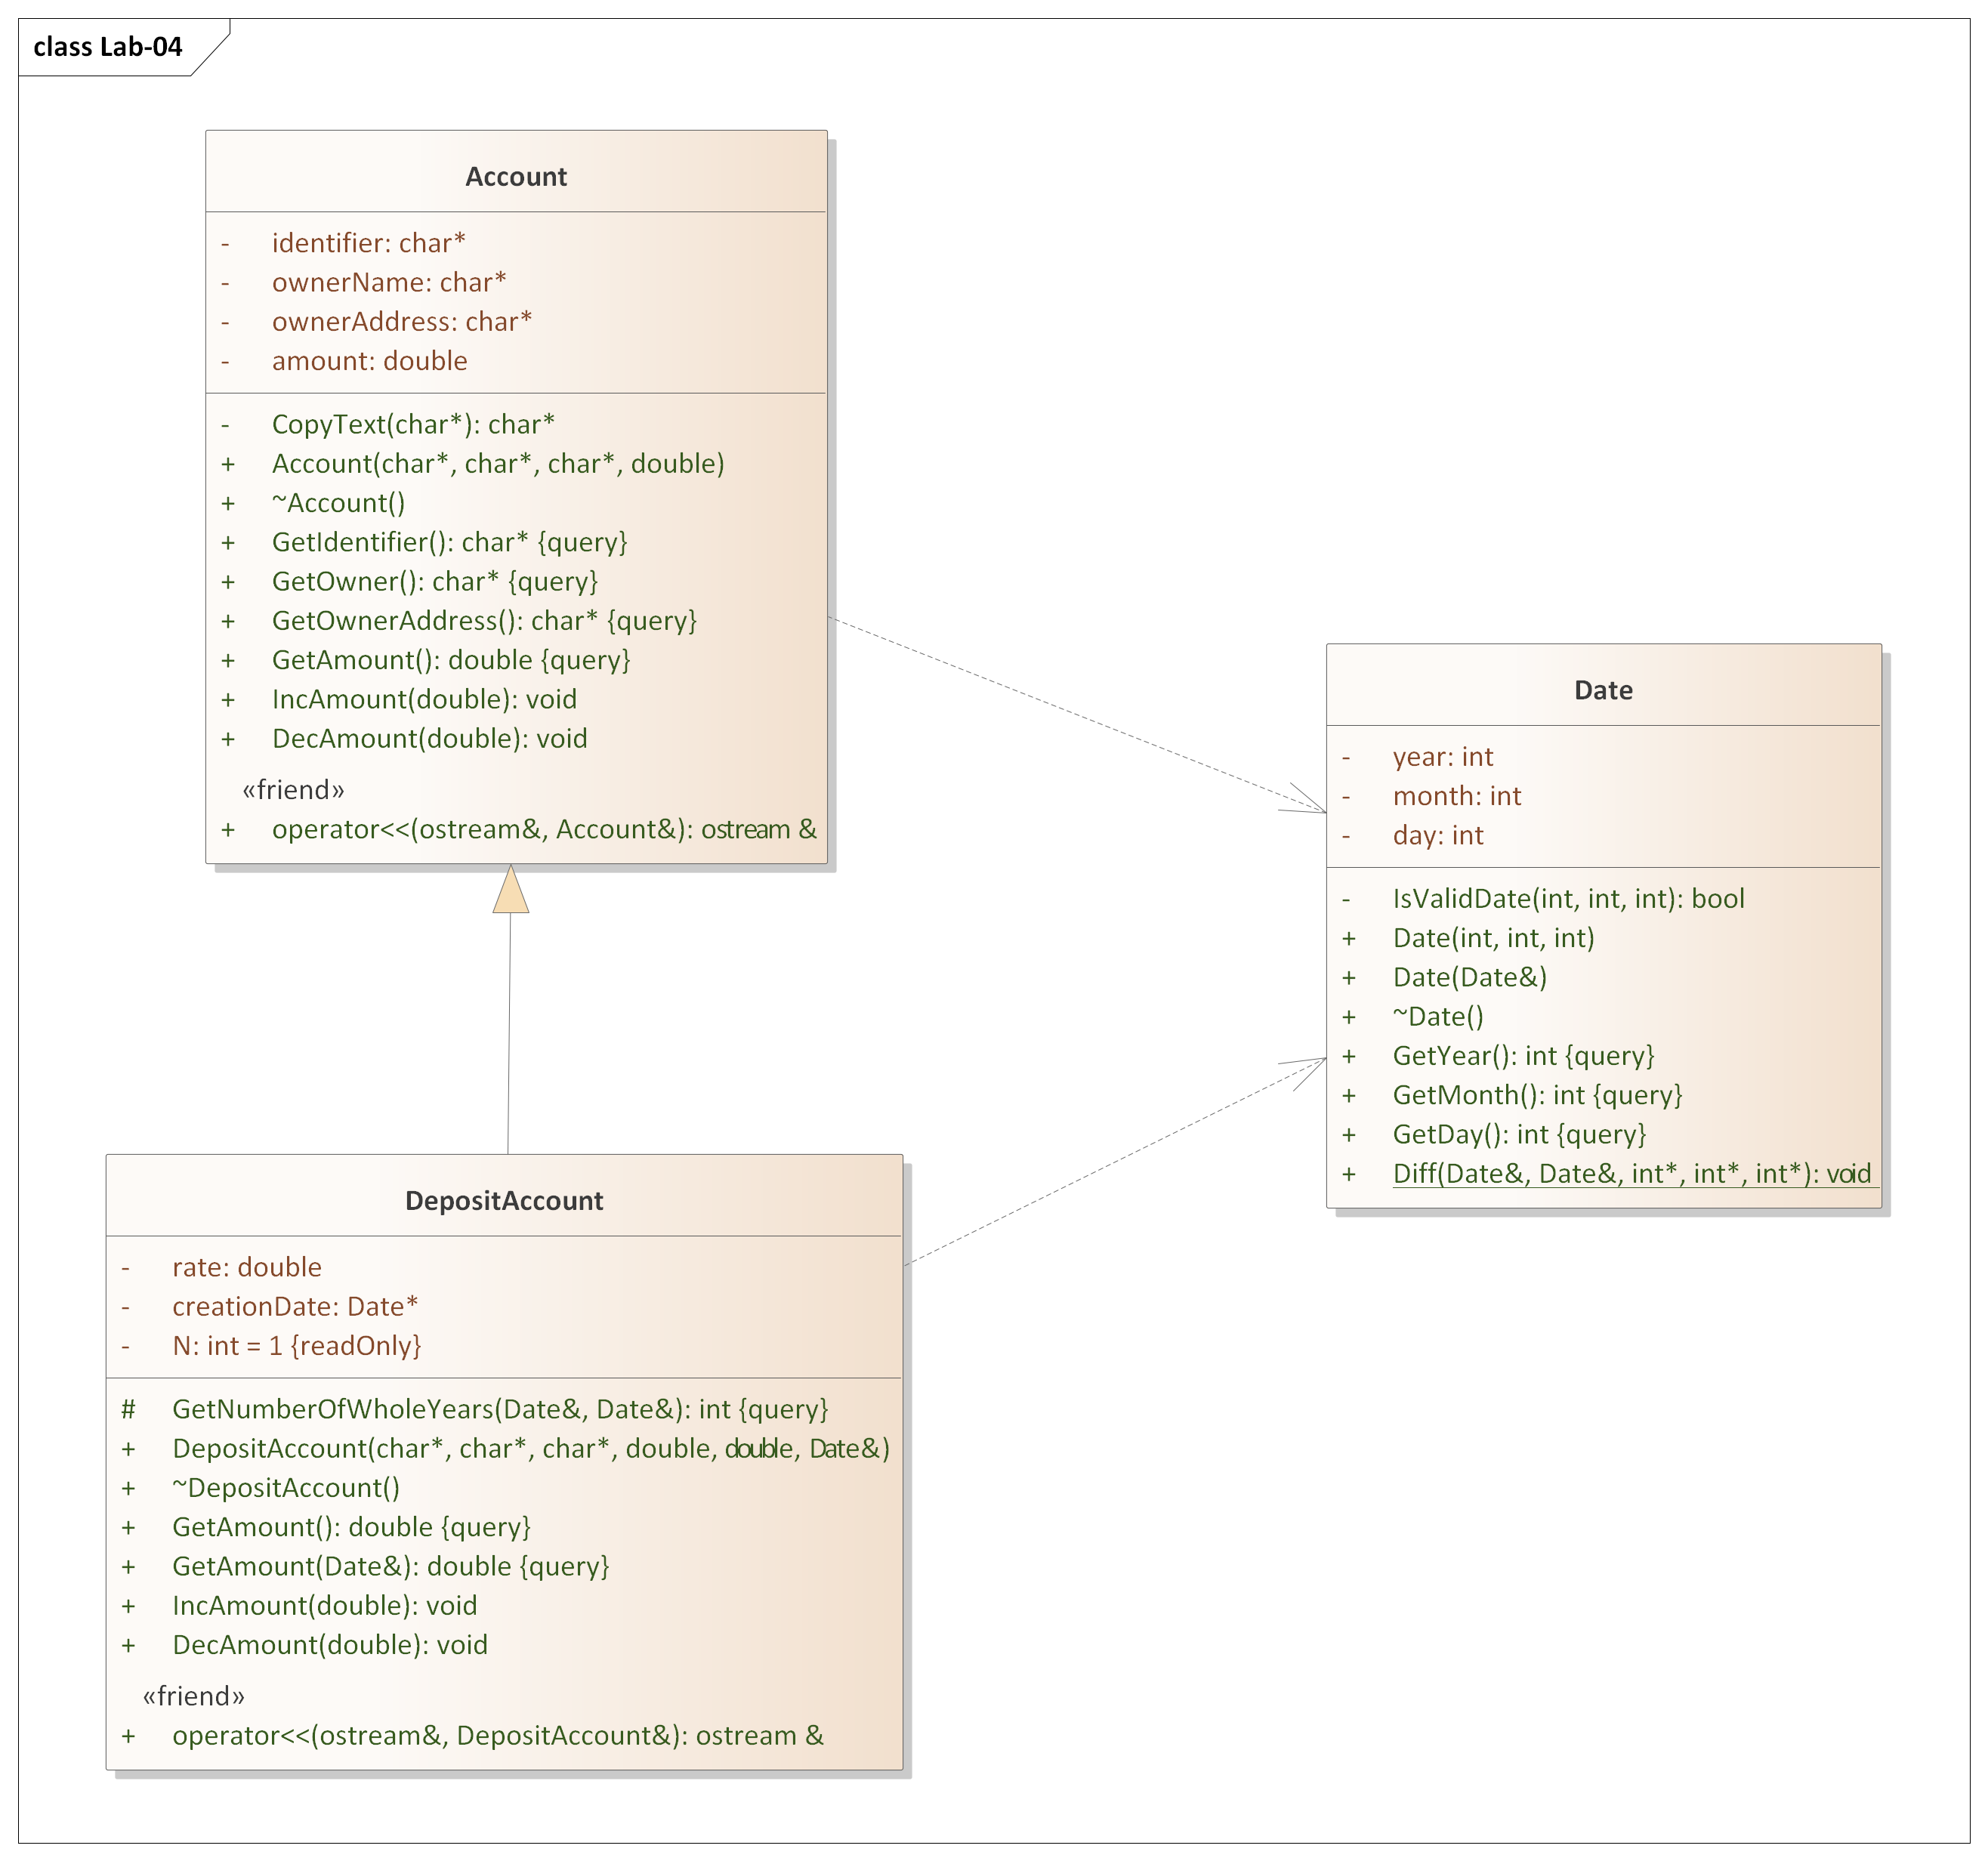 class Lab-04
Account
- identifier: char*
- ownerName: char*
- ownerAddress: char*
- amount: double
- CopyText(char*): char*
+ Account(char*, char*, char*, double)
+ ~Account()
+ GetIdentifier(): char* {query}
+ GetOwner(): char* {query}
+ GetOwnerAddress(): char* {query}
+ GetAmount(): double {query}
+ IncAmount(double): void
+ DecAmount(double): void
«friend»
+ operator<<(ostream&, Account&): ostream &
Date
- year: int
- month: int
- day: int
- IsValidDate(int, int, int): bool
+ Date(int, int, int)
+ Date(Date&)
+ ~Date()
+ GetYear(): int {query}
+ GetMonth(): int {query}
+ GetDay(): int {query}
+ Diff(Date&, Date&, int*, int*, int*): void
DepositAccount
- rate: double
- creationDate: Date*
- N: int = 1 {readOnly}
# GetNumberOfWholeYears(Date&, Date&): int {query}
+ DepositAccount(char*, char*, char*, double, double, Date&)
+ ~DepositAccount()
+ GetAmount(): double {query}
+ GetAmount(Date&): double {query}
+ IncAmount(double): void
+ DecAmount(double): void
«friend»
+ operator<<(ostream&, DepositAccount&): ostream &